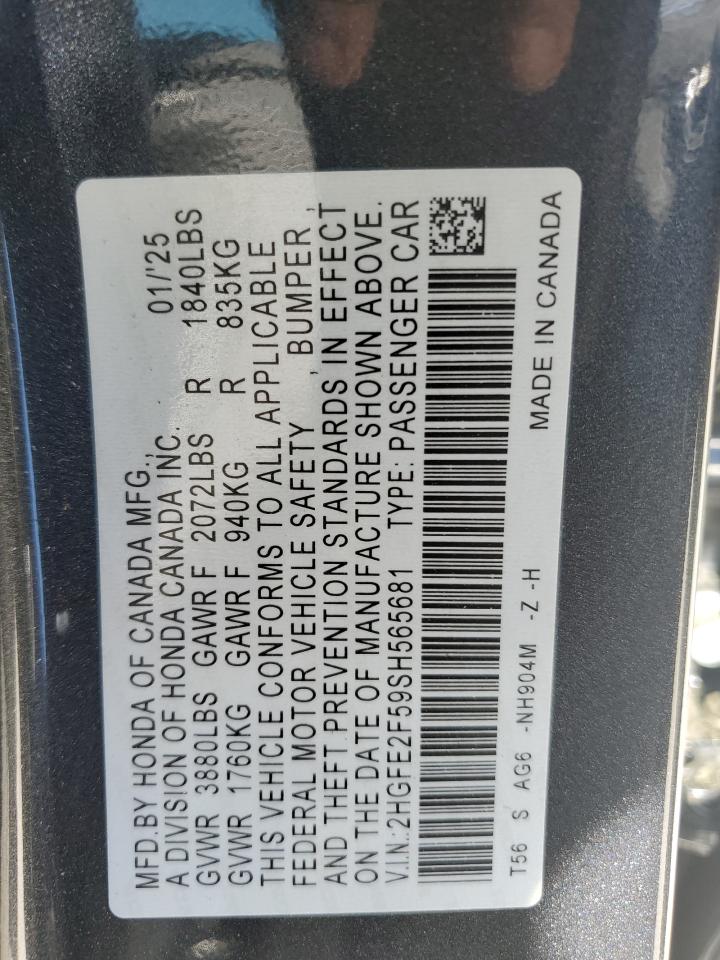 MFD.BY HONDA OF CANADA MFG.,
A DIVISION OF HONDA CANADA INC. 01/'25
GVWR 3880LBS GAWR F 2072LBS R 1840LBS
GVWR 1760KG GAWR F 940KG R 835KG
THIS VEHICLE CONFORMS TO ALL APPLICABLE
FEDERAL MOTOR VEHICLE SAFETY , BUMPER ,
AND THEFT PREVENTION STANDARDS IN EFFECT
ON THE DATE OF MANUFACTURE SHOWN ABOVE.
V.I.N.:2HGFE2F59SH565681 TYPE: PASSENGER CAR
T56 S AG6 -NH904M -Z -H
MADE IN CANADA